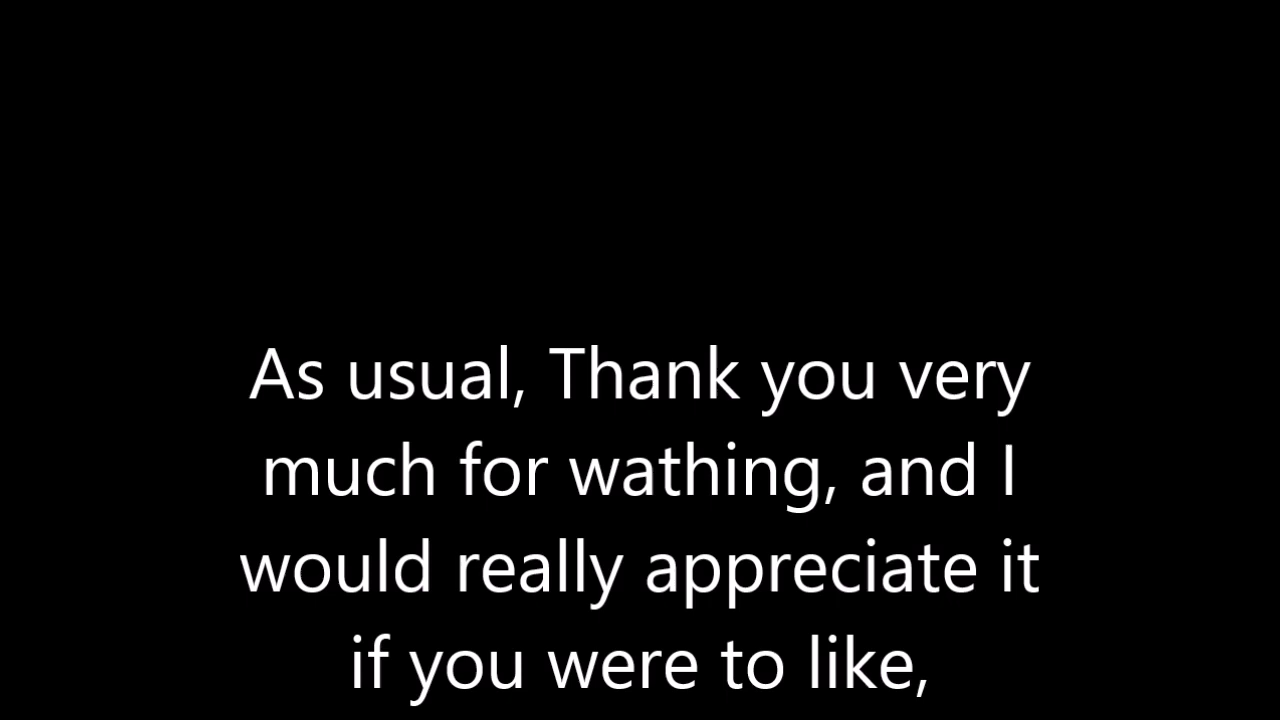 As usual, Thank you very
much for wathing, and I
would really appreciate it
if you were to like,